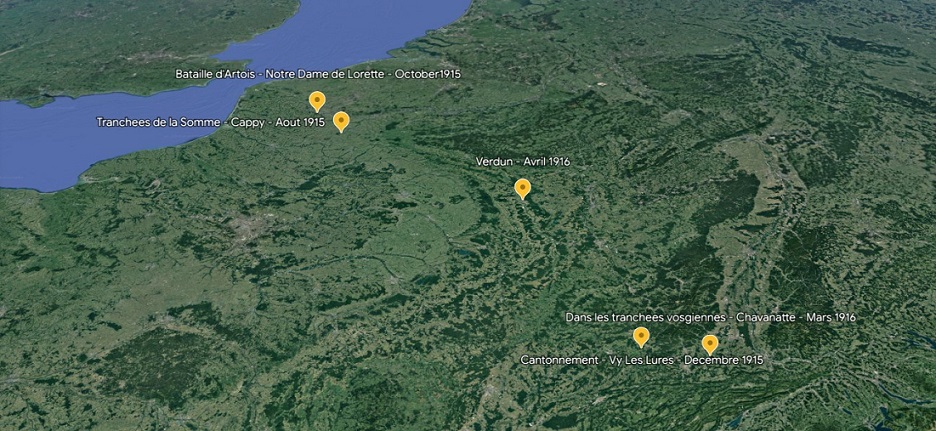 Bataille d'Artois - Notre Dame de Lorette - October1915
Tranchees de la Somme - Cappy - Aout 1915
Verdun - Avril 1916
Dans les tranchees vosgiennes - Chavanatte - Mars 1916
Cantonnement - Vy Les Lures - Decembre 1915